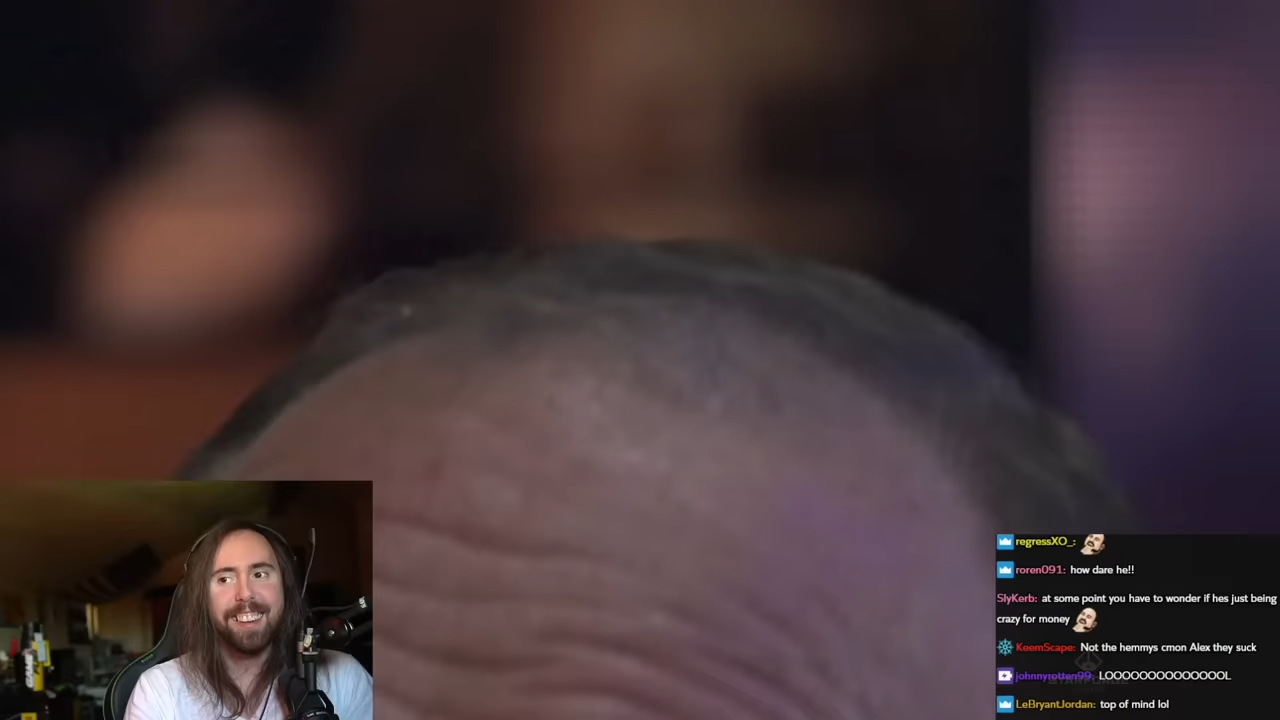 regressXO_:
roren091: how dare he!!
SlyKerb: at some point you have to wonder if hes just being
crazy for money
KeemScape: Not the hemmys cmon Alex they suck
johnnyrotten99: LOOOOOOOOOOOOOOL
LeBryantJordan: top of mind lol